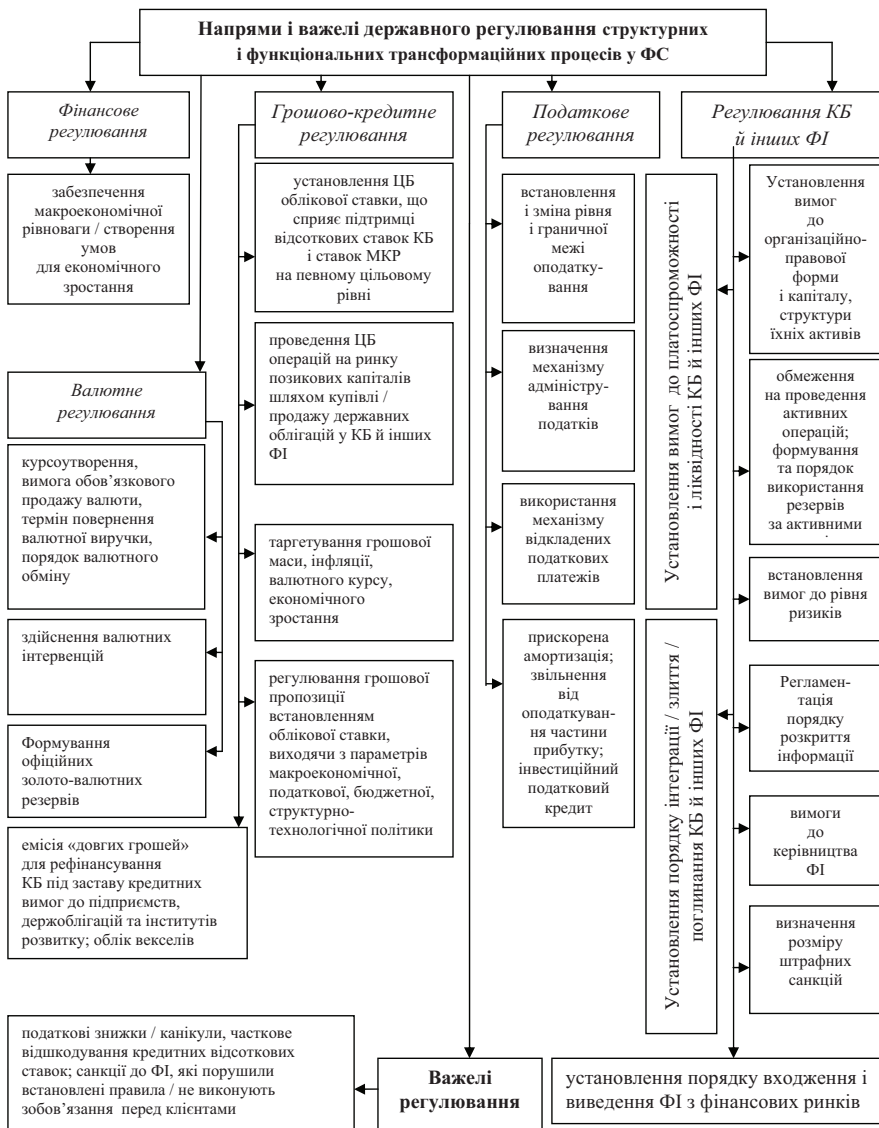 Напрями і важелі державного регулювання структурних
і функціональних трансформаційних процесів у ФС
Фінансове
регулювання
забезпечення
макроекономічної
рівноваги / створення
умов
для економічного
зростання
Валютне
регулювання
курсоутворення,
вимога обов’язкового
продажу валюти,
термін повернення
валютної виручки,
порядок валютного
обміну
здійснення валютних
інтервенцій
Формування
офіційних
золото-валютних
резервів
Грошово-кредитне
регулювання
установлення ЦБ
облікової ставки, що
сприяє підтримці
відсоткових ставок КБ
і ставок МКР
на певному цільовому
рівні
проведення ЦБ
операцій на ринку
позикових капіталів
шляхом купівлі /
продажу державних
облігацій у КБ й інших
ФІ
таргетування грошової
маси, інфляції,
валютного курсу,
економічного
зростання
регулювання грошової
пропозиції
встановленням
облікової ставки,
виходячи з параметрів
макроекономічної,
податкової, бюджетної,
структурно-
технологічної політики
емісія «довгих грошей»
для рефінансування
КБ під заставу кредитних
вимог до підприємств,
держоблігацій та інститутів
розвитку; облік векселів
Податкове
регулювання
встановлення
і зміна рівня
і граничної
межі
оподатку-
вання
визначення
механізму
адміністру-
вання
податків
використання
механізму
відкладених
податкових
платежів
прискорена
амортизація;
звільнення
від
оподаткуван-
ня частини
прибутку;
інвестиційний
податковий
кредит
Регулювання КБ
й інших ФІ
Установлення вимог до платоспроможності
і ліквідності КБ й інших ФІ
Установлення порядку інтеграції / злиття /
поглинання КБ й інших ФІ
Установлення
вимог
до
організаційно-
правової
форми
і капіталу,
структури
їхніх активів
обмеження
на проведення
активних
операцій;
формування
та порядок
використання
резервів
за активними
встановлення
вимог до рівня
ризиків
Регламен-
тація
порядку
розкриття
інформації
вимоги
до
керівництва
ФІ
визначення
розміру
штрафних
санкцій
податкові знижки / канікули, часткове
відшкодування кредитних відсоткових
ставок; санкції до ФІ, які порушили
встановлені правила / не виконують
зобов’язання перед клієнтами
Важелі
регулювання
установлення порядку входження і
виведення ФІ з фінансових ринків